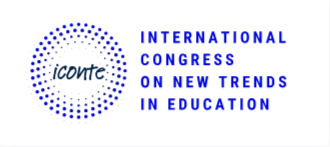 iconte
INTERNATIONAL
CONGRESS
ON NEW TRENDS
IN EDUCATION